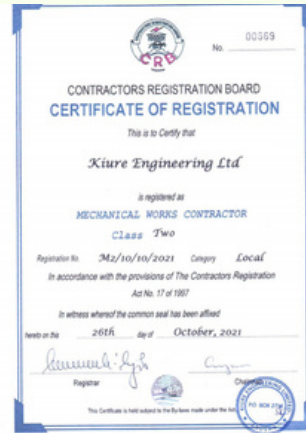 No. 00569
CRB
CONTRACTORS REGISTRATION BOARD
CERTIFICATE OF REGISTRATION
This is to Certify that
Kiure Engineering Ltd
is registered as
MECHANICAL WORKS CONTRACTOR
Class Two
Registration No. M2/10/10/2021 Category Local
In accordance with the provisions of The Contractors Registration
Act No. 17 of 1997
In witness whereof the common seal has been affixed
hereto on this 26th day of October, 2021
Registrar
This Certificate is held subject to the By-laws made under the Act
P.O. BOX